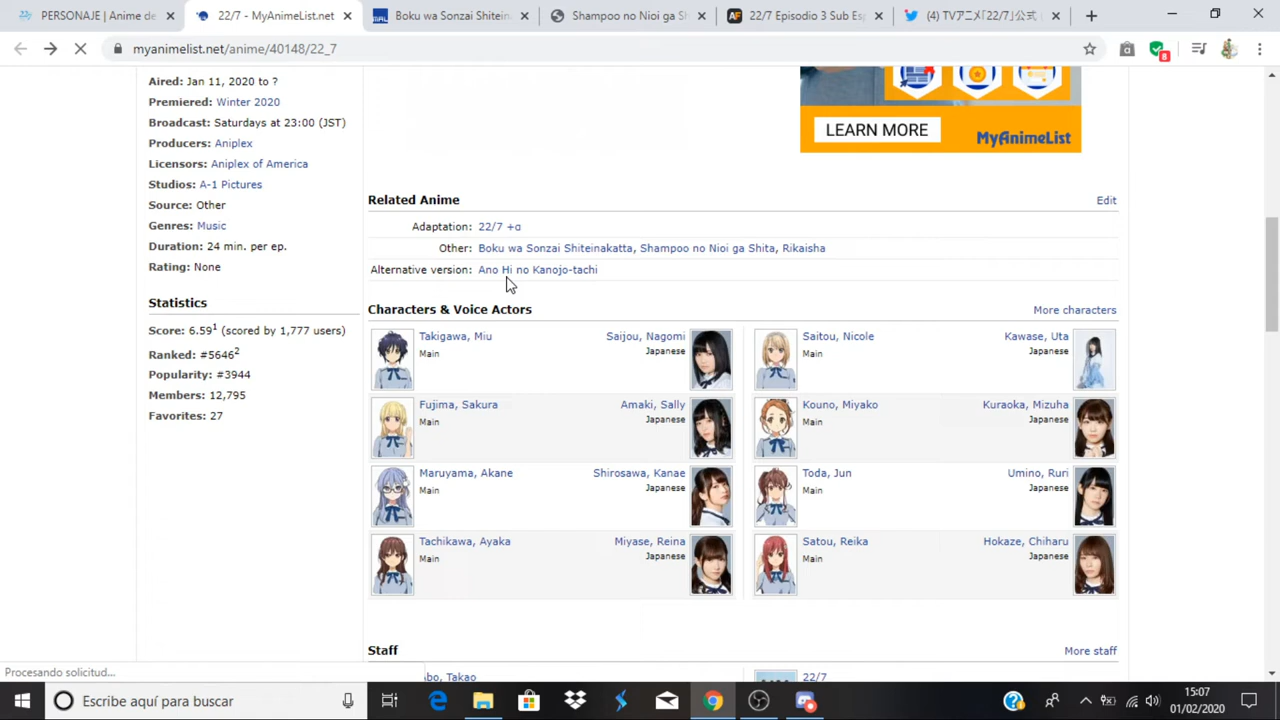 PERSONAJE | Anime de
22/7 - MyAnimeList.net
MAL
Boku wa Sonzai Shitein
Shampoo no Nioi ga Sh
AF
22/7 Episodio 3 Sub Es
(4) TVアニメ「22/7」公式
myanimelist.net/anime/40148/22_7
8
Aired: Jan 11, 2020 to ?
Premiered: Winter 2020
Broadcast: Saturdays at 23:00 (JST)
Producers: Aniplex
Licensors: Aniplex of America
Studios: A-1 Pictures
Source: Other
Genres: Music
Duration: 24 min. per ep.
Rating: None
Statistics
Score: 6.59¹ (scored by 1,777 users)
Ranked: #5646²
Popularity: #3944
Members: 12,795
Favorites: 27
LEARN MORE
MyAnimeList
Related Anime
Edit
Adaptation: 22/7 +α
Other: Boku wa Sonzai Shiteinakatta, Shampoo no Nioi ga Shita, Rikaisha
Alternative version: Ano Hi no Kanojo-tachi
Characters & Voice Actors
More characters
Takigawa, Miu
Main
Saijou, Nagomi
Japanese
Saitou, Nicole
Main
Kawase, Uta
Japanese
Fujima, Sakura
Main
Amaki, Sally
Japanese
Kouno, Miyako
Main
Kuraoka, Mizuha
Japanese
Maruyama, Akane
Main
Shirosawa, Kanae
Japanese
Toda, Jun
Main
Umino, Ruri
Japanese
Tachikawa, Ayaka
Main
Miyase, Reina
Japanese
Satou, Reika
Main
Hokaze, Chiharu
Japanese
Staff
More staff
Abo, Takao
22/7
Procesando solicitud...
Escribe aquí para buscar
15:07
01/02/2020